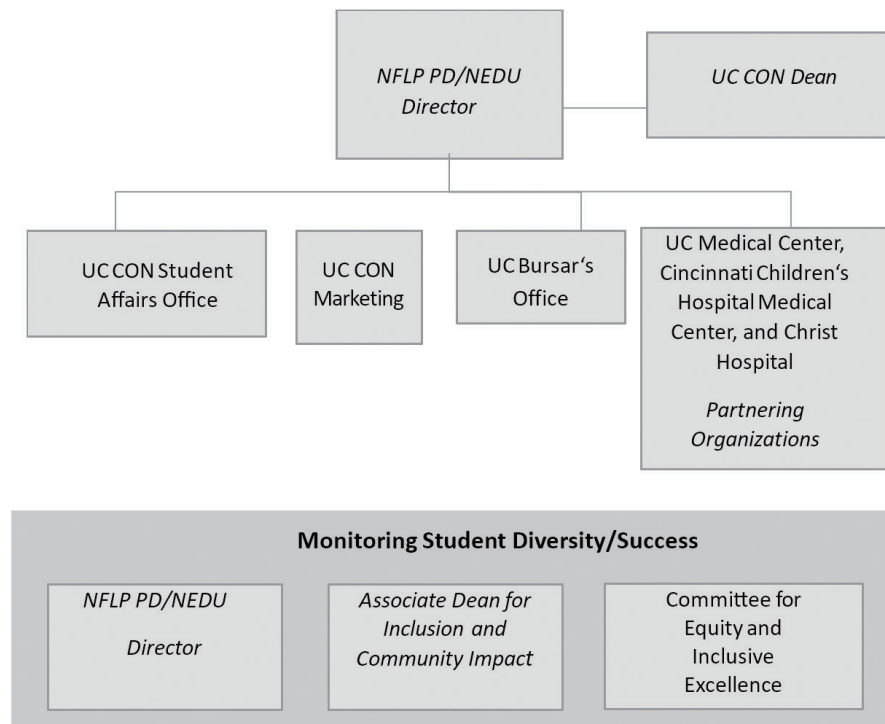 NFLP PD/NEDU
Director
UC CON Dean
UC CON Student
Affairs Office
UC CON
Marketing
UC Bursar‘s
Office
UC Medical Center,
Cincinnati Children‘s
Hospital Medical
Center, and Christ
Hospital
Partnering
Organizations
Monitoring Student Diversity/Success
NFLP PD/NEDU
Director
Associate Dean for
Inclusion and
Community Impact
Committee for
Equity and
Inclusive
Excellence